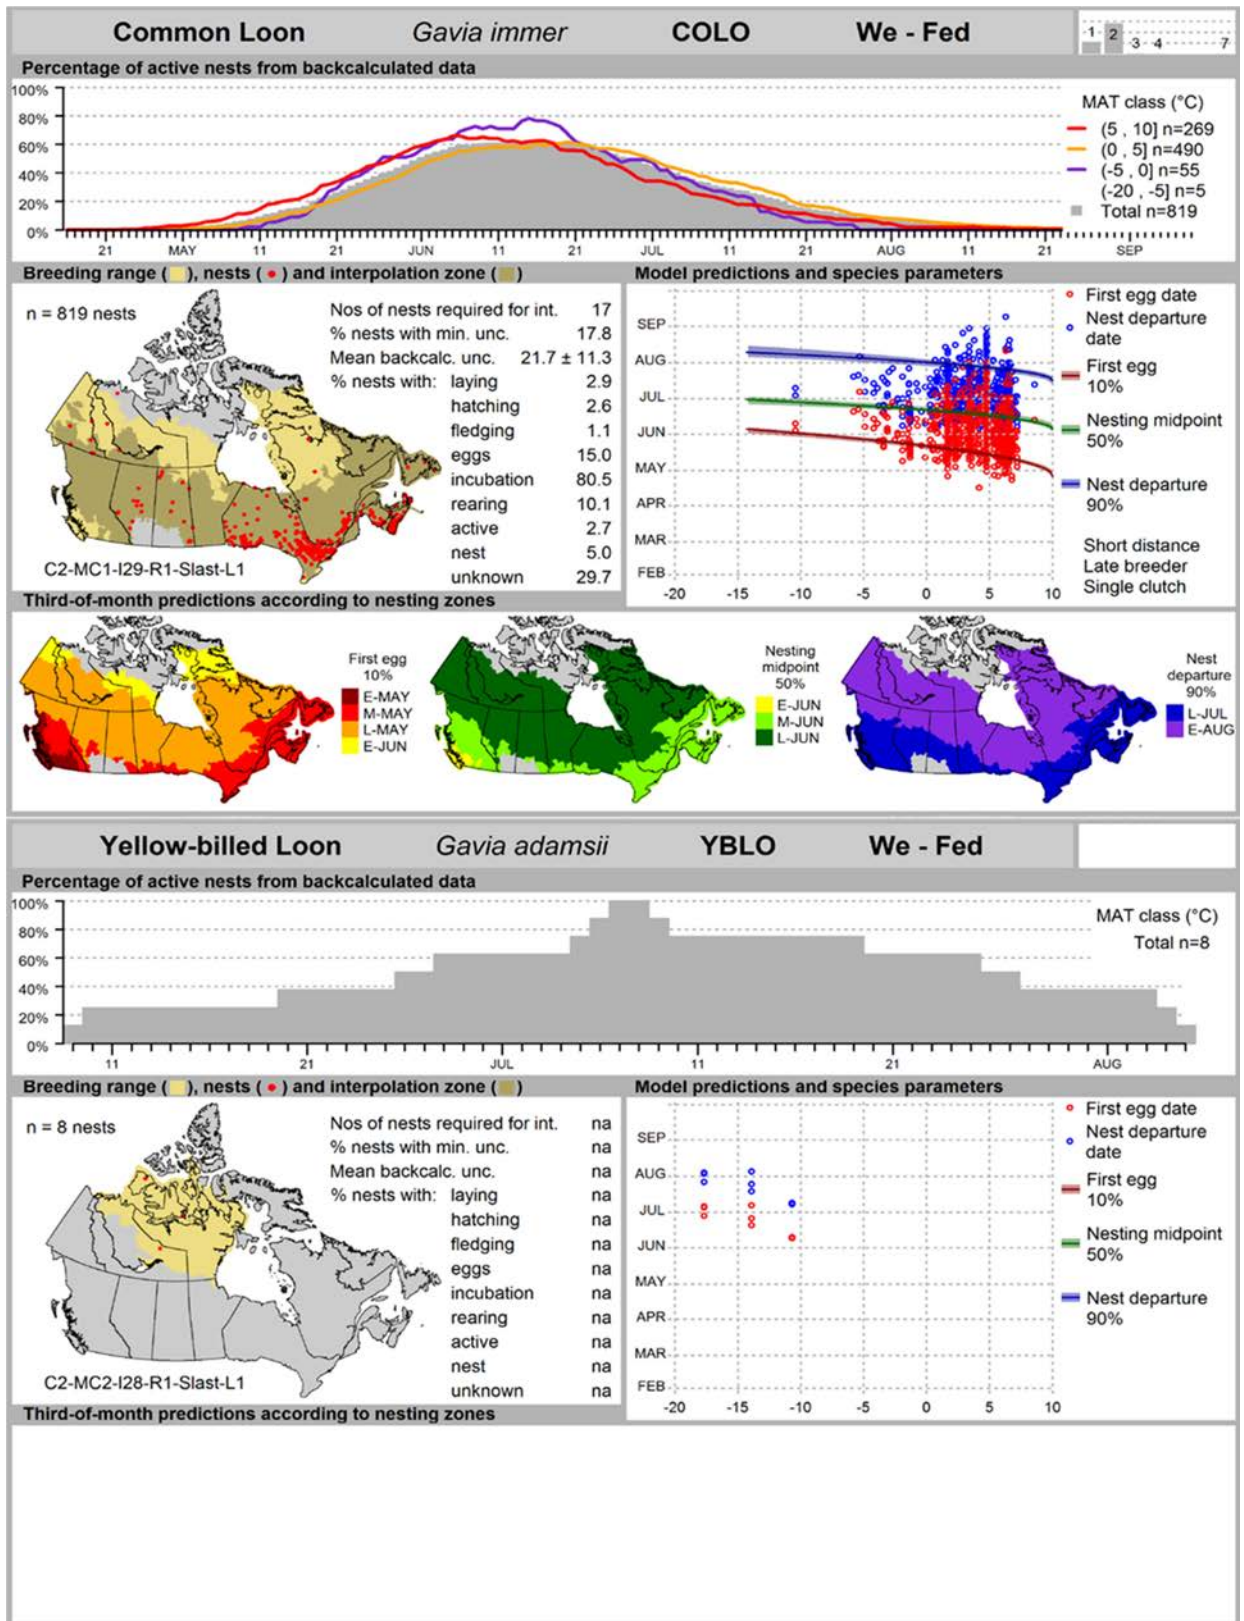 Common Loon Gavia immer COLO We - Fed
1 2 3 4 7
Percentage of active nests from backcalculated data
100%
80%
60%
40%
20%
0%
21 MAY 11 21 JUN 11 21 JUL 11 21 AUG 11 21 SEP
MAT class (°C)
(5 , 10] n=269
(0 , 5] n=490
(-5 , 0] n=55
(-20 , -5] n=5
Total n=819
Breeding range ( ), nests ( ) and interpolation zone ( )
n = 819 nests
Nos of nests required for int. 17
% nests with min. unc. 17.8
Mean backcalc. unc. 21.7 ± 11.3
% nests with: laying 2.9
hatching 2.6
fledging 1.1
eggs 15.0
incubation 80.5
rearing 10.1
active 2.7
nest 5.0
unknown 29.7
C2-MC1-I29-R1-Slast-L1
Model predictions and species parameters
SEP
AUG
JUL
JUN
MAY
APR
MAR
FEB
-20 -15 -10 -5 0 5 10
First egg date
Nest departure
date
First egg
10%
Nesting midpoint
50%
Nest departure
90%
Short distance
Late breeder
Single clutch
Third-of-month predictions according to nesting zones
First egg
10%
E-MAY
M-MAY
L-MAY
E-JUN
Nesting
midpoint
50%
E-JUN
M-JUN
L-JUN
Nest
departure
90%
L-JUL
E-AUG
Yellow-billed Loon Gavia adamsii YBLO We - Fed
Percentage of active nests from backcalculated data
100%
80%
60%
40%
20%
0%
11 21 JUL 11 21 AUG
MAT class (°C)
Total n=8
Breeding range ( ), nests ( ) and interpolation zone ( )
n = 8 nests
Nos of nests required for int. na
% nests with min. unc. na
Mean backcalc. unc. na
% nests with: laying na
hatching na
fledging na
eggs na
incubation na
rearing na
active na
nest na
unknown na
C2-MC2-I28-R1-Slast-L1
Model predictions and species parameters
SEP
AUG
JUL
JUN
MAY
APR
MAR
FEB
-20 -15 -10 -5 0 5 10
First egg date
Nest departure
date
First egg
10%
Nesting midpoint
50%
Nest departure
90%
Third-of-month predictions according to nesting zones